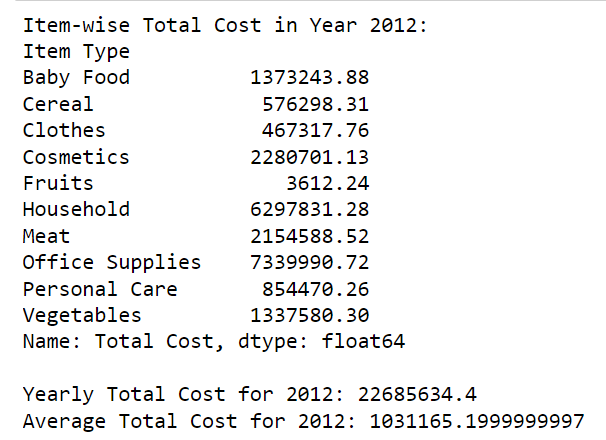 Item-wise Total Cost in Year 2012:
Item Type
Baby Food          1373243.88
Cereal              576298.31
Clothes             467317.76
Cosmetics          2280701.13
Fruits                3612.24
Household          6297831.28
Meat               2154588.52
Office Supplies    7339990.72
Personal Care       854470.26
Vegetables         1337580.30
Name: Total Cost, dtype: float64

Yearly Total Cost for 2012: 22685634.4
Average Total Cost for 2012: 1031165.1999999997